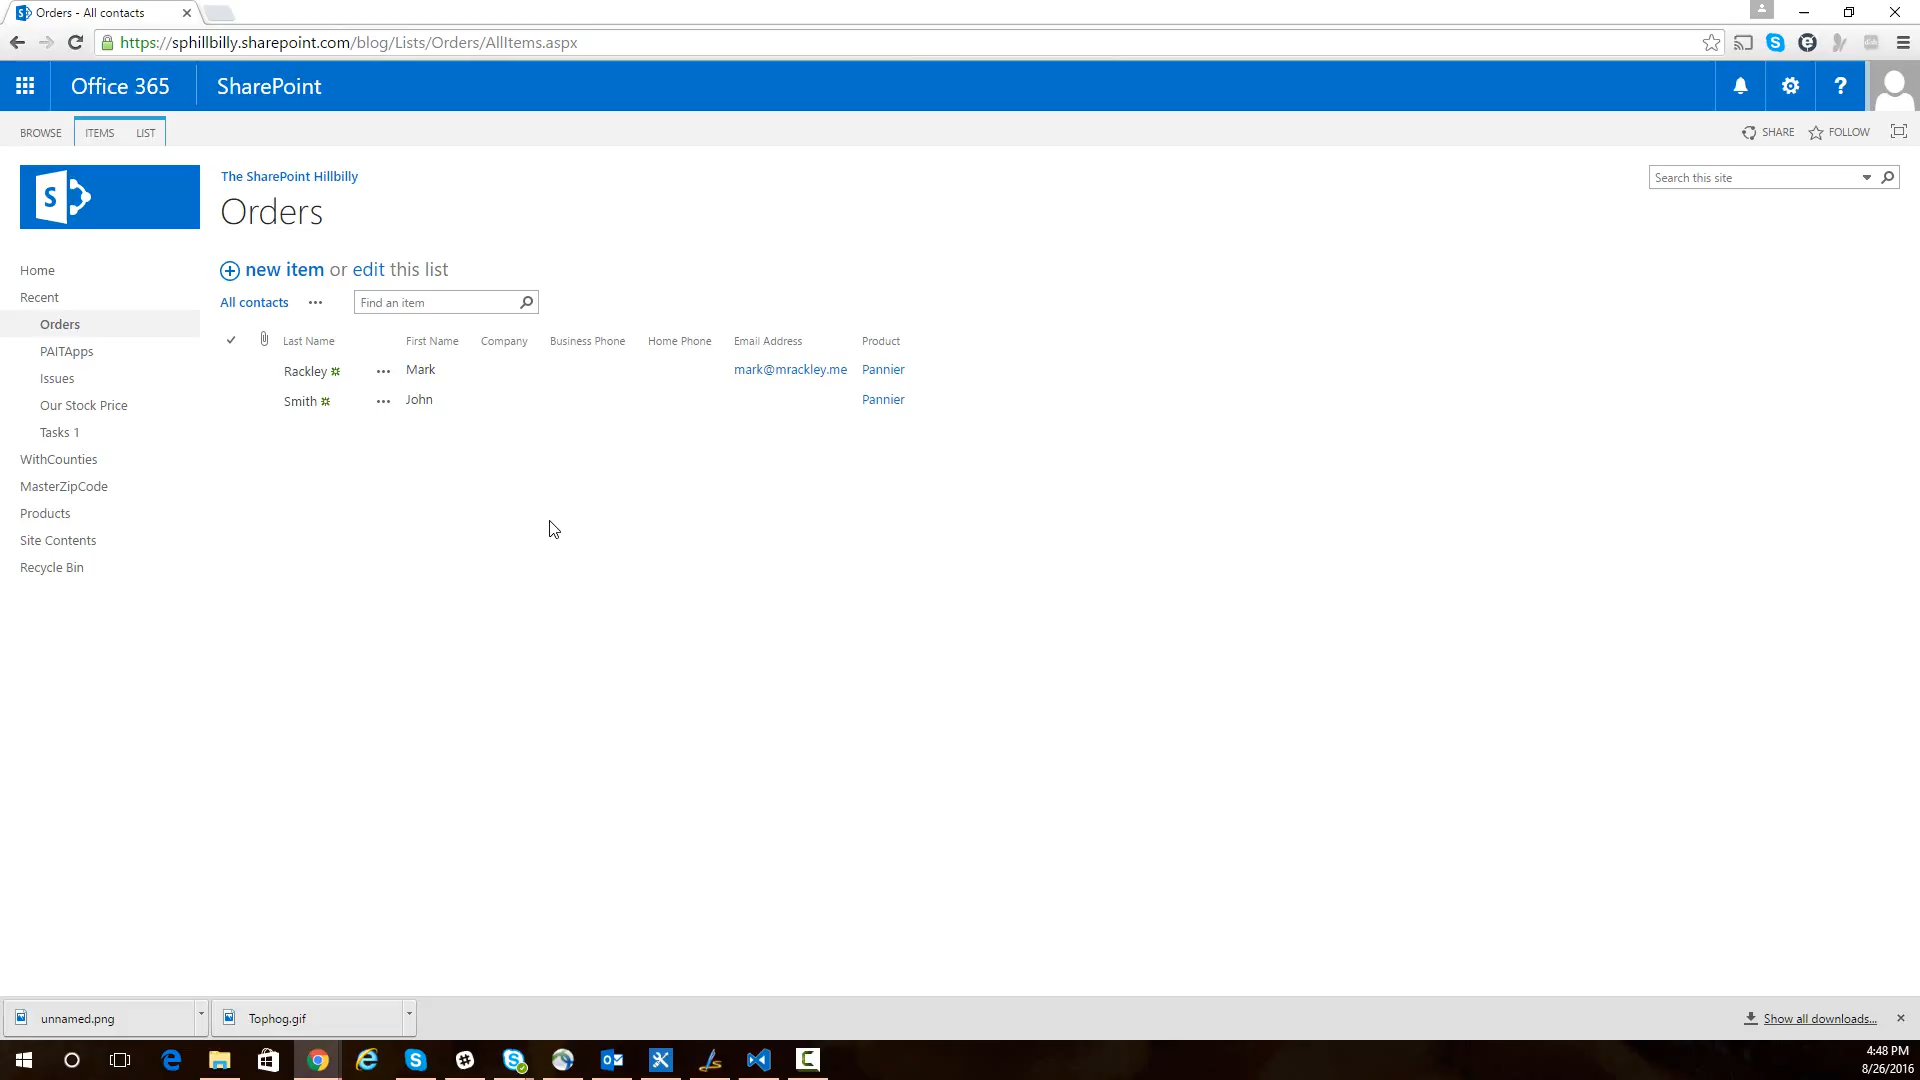 Orders - All contacts
https://sphillbilly.sharepoint.com/blog/Lists/Orders/AllItems.aspx
Office 365 SharePoint ?
BROWSE ITEMS LIST SHARE FOLLOW
S
The SharePoint Hillbilly
Search this site
Orders
new item or edit this list
All contacts ••• Find an item
Last Name First Name Company Business Phone Home Phone Email Address Product
Rackley ••• Mark mark@mrackley.me Pannier
Smith ••• John Pannier
Home
Recent
Orders
PAITApps
Issues
Our Stock Price
Tasks 1
WithCounties
MasterZipCode
Products
Site Contents
Recycle Bin
unnamed.png Tophog.gif Show all downloads...
4:48 PM
8/26/2016